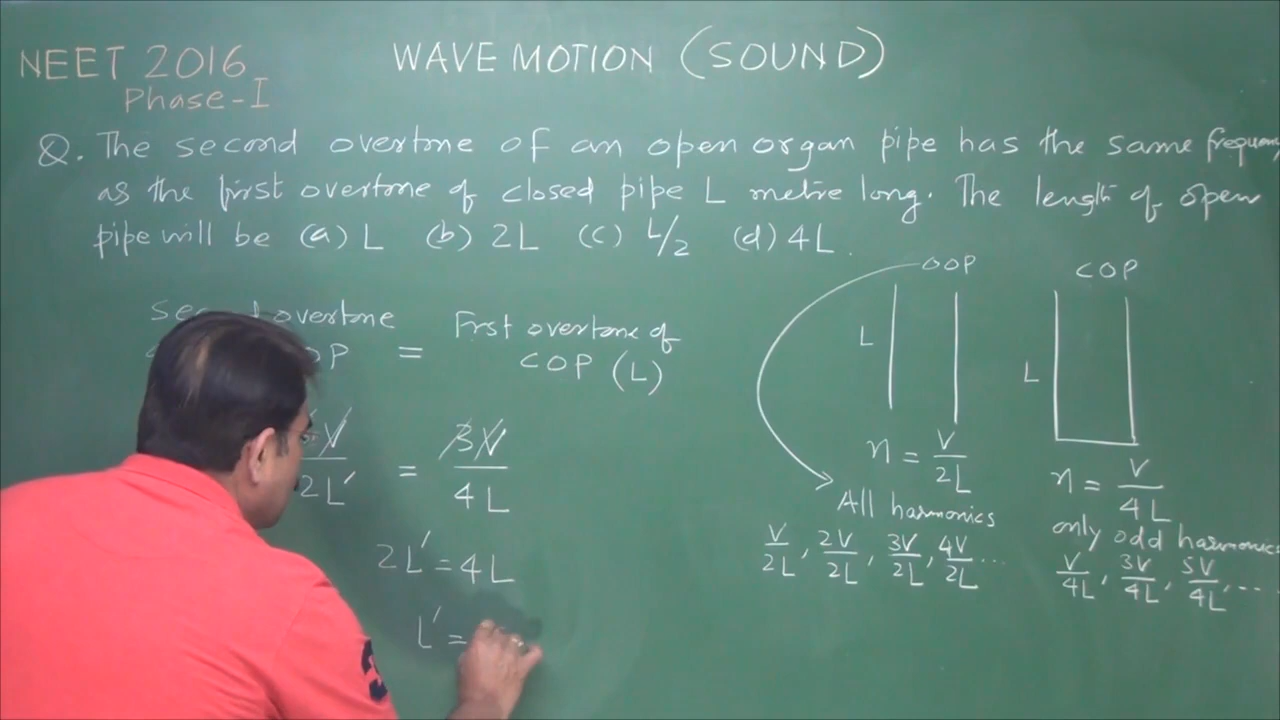 NEET 2016
Phase-I
WAVE MOTION (SOUND)
Q. The second overtone of an open organ pipe has the same frequency
as the first overtone of closed pipe L metre long. The length of open
pipe will be (a) L (b) 2L (c) L/2 (d) 4L.
overtone
OP = First overtone of
COP (L)
V/2L' = 3V/4L
2L' = 4L
L' =
OOP
L
n = V/2L
All harmonics
V/2L, 2V/2L, 3V/2L, 4V/2L ...
COP
L
n = V/4L
only odd harmonics
V/4L, 3V/4L, 5V/4L, ...